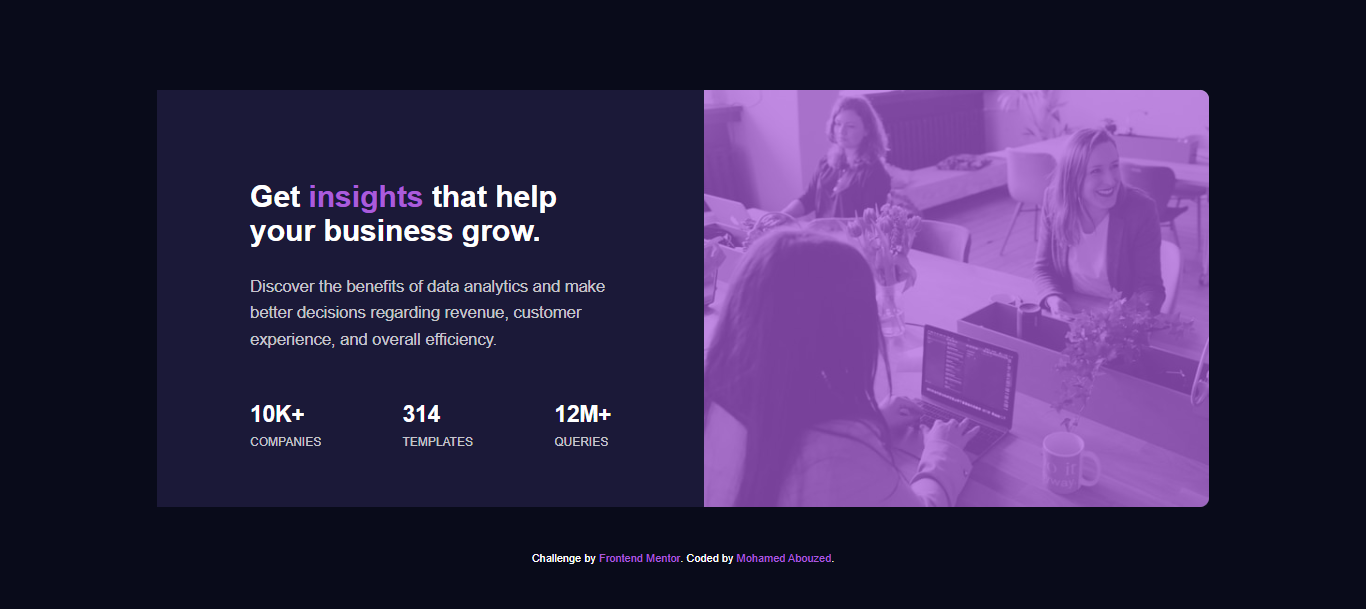 Get insights that help
your business grow.
Discover the benefits of data analytics and make
better decisions regarding revenue, customer
experience, and overall efficiency.
10K+ 314 12M+
COMPANIES TEMPLATES QUERIES
Challenge by Frontend Mentor. Coded by Mohamed Abouzed.